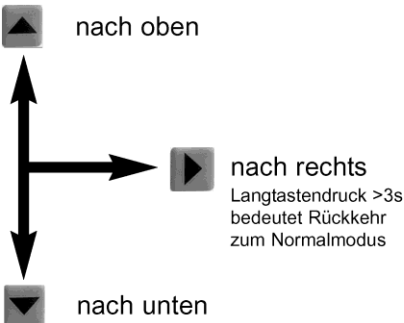 nach oben
nach rechts
Langtastendruck >3s
bedeutet Rückkehr
zum Normalmodus
nach unten